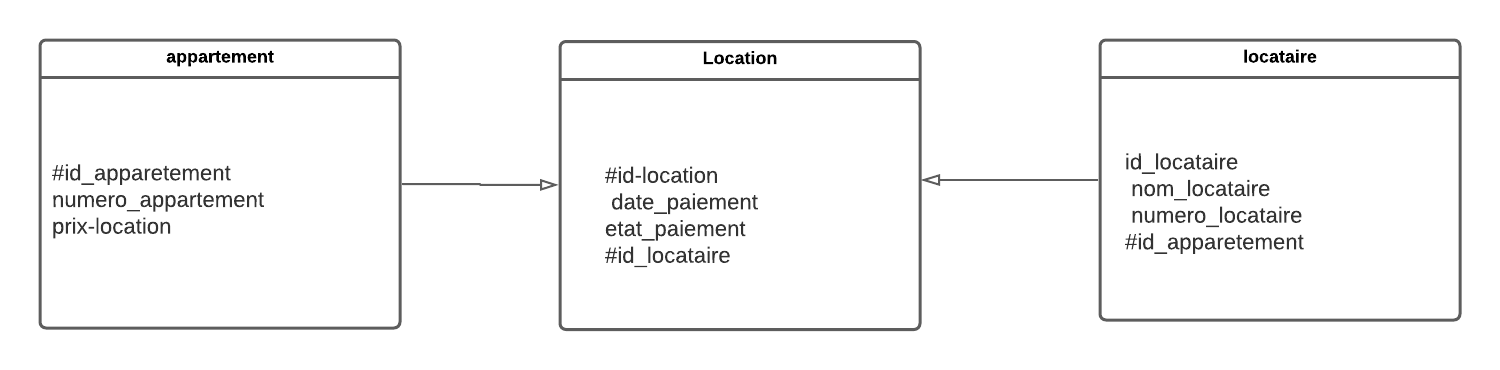 appartement
#id_apparetement
numero_appartement
prix-location
Location
#id-location
date_paiement
etat_paiement
#id_locataire
locataire
id_locataire
nom_locataire
numero_locataire
#id_apparetement